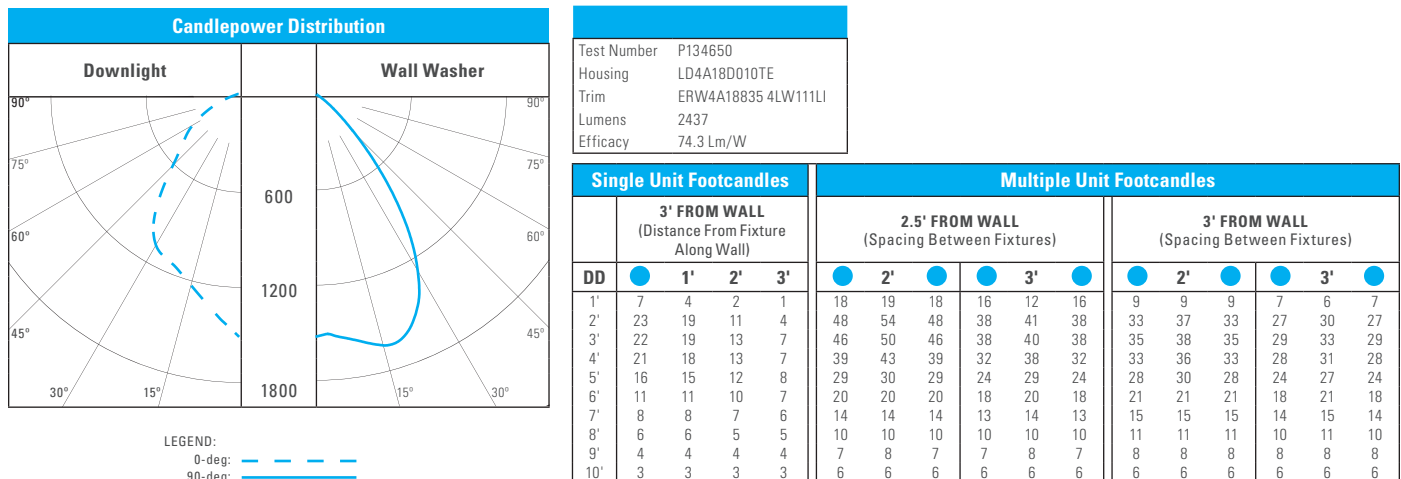 Candlepower Distribution
Downlight
Wall Washer
90° 90°
75° 75°
600
60° 60°
1200
45° 45°
30° 15° 1800 15° 30°
LEGEND:
0-deg:
90-deg:
Test Number P134650
Housing LD4A18D010TE
Trim ERW4A18835 4LW111LI
Lumens 2437
Efficacy 74.3 Lm/W
Single Unit Footcandles
3' FROM WALL
(Distance From Fixture
Along Wall)
DD 1' 2' 3'
Multiple Unit Footcandles
2.5' FROM WALL
(Spacing Between Fixtures)
3' FROM WALL
(Spacing Between Fixtures)
2' 3' 2' 3'
1' 7 4 2 1 18 19 18 16 12 16 9 9 9 7 6 7
2' 23 19 11 4 48 54 48 38 41 38 33 37 33 27 30 27
3' 22 19 13 7 46 50 46 38 40 38 35 38 35 29 33 29
4' 21 18 13 7 39 43 39 32 38 32 33 36 33 28 31 28
5' 16 15 12 8 29 30 29 24 29 24 28 30 28 24 27 24
6' 11 11 10 7 20 20 20 18 20 18 21 21 21 18 21 18
7' 8 8 7 6 14 14 14 13 14 13 15 15 15 14 15 14
8' 6 6 5 5 10 10 10 10 10 10 11 11 11 10 11 10
9' 4 4 4 4 7 8 7 7 8 7 8 8 8 8 8 8
10' 3 3 3 3 6 6 6 6 6 6 6 6 6 6 6 6